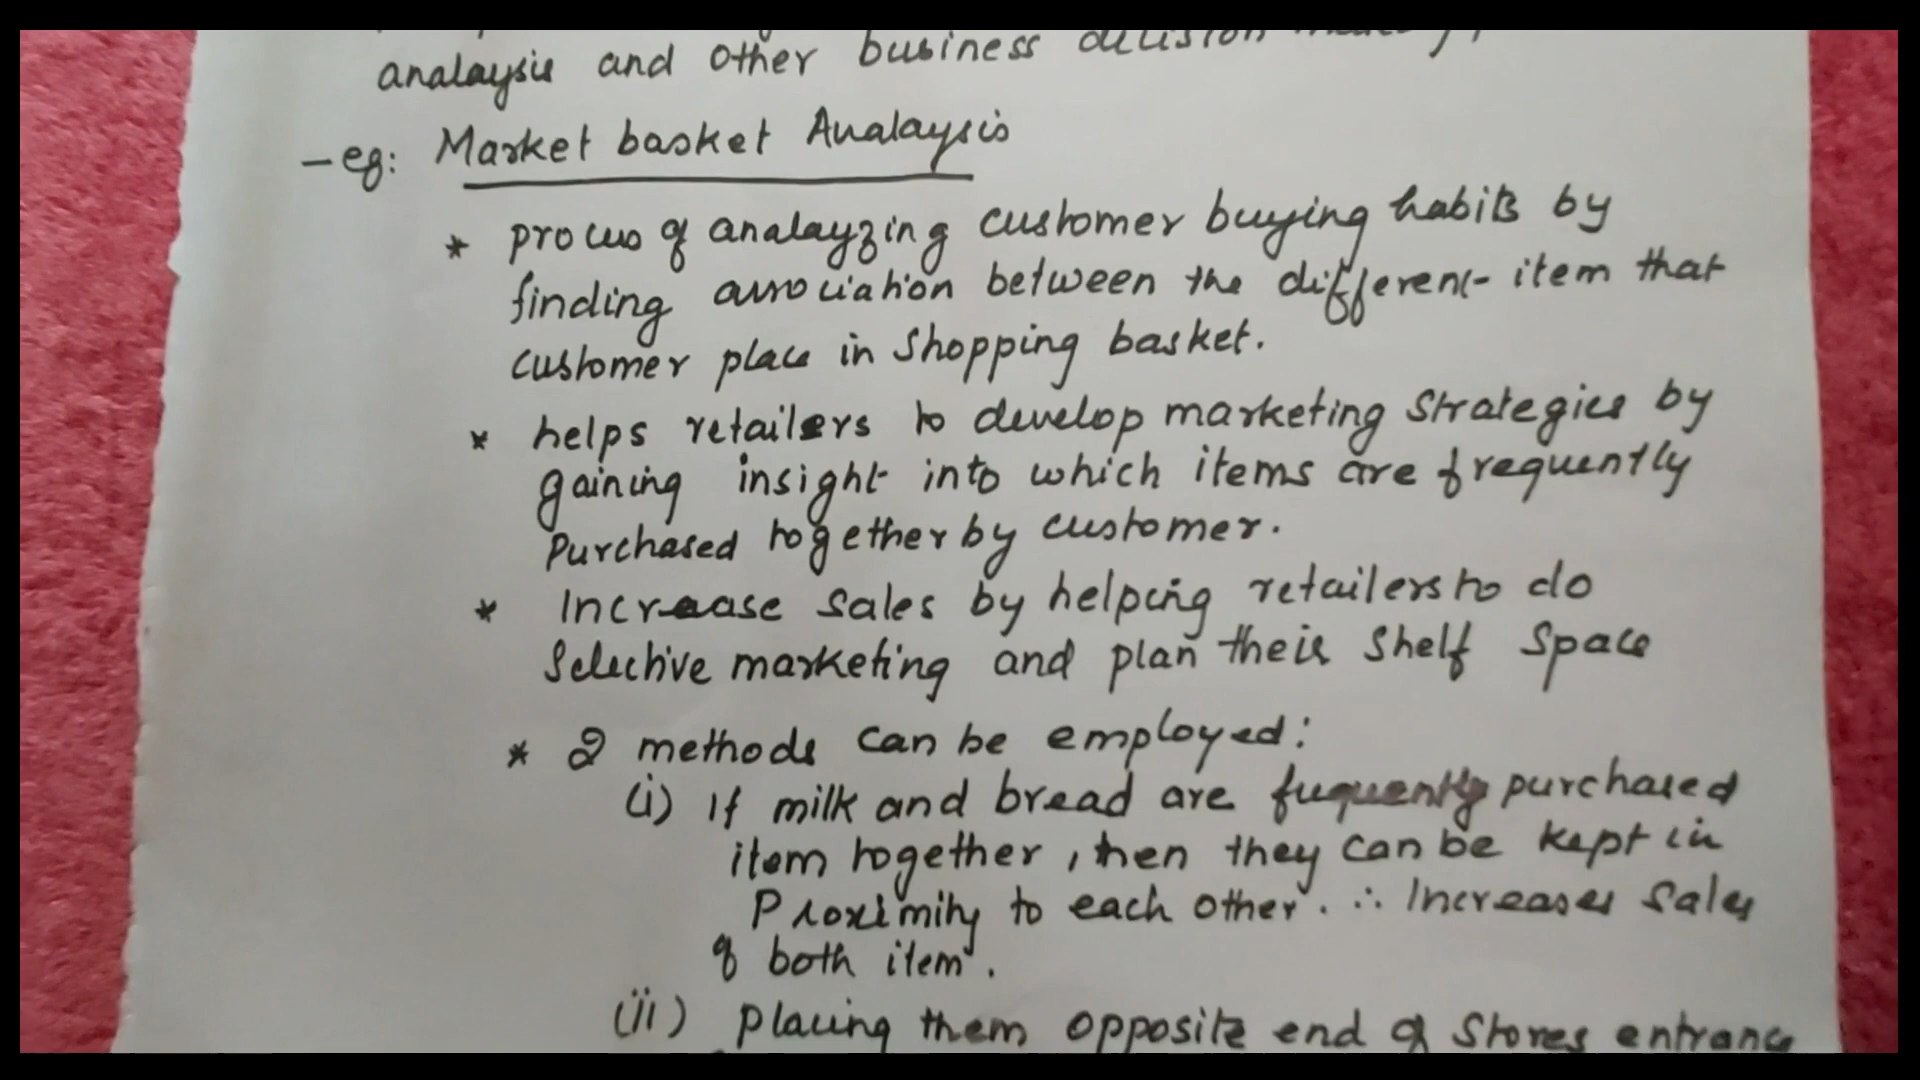 analaysis and other business decision
- eg: Market basket Analaysis
* process of analayzing customer buying habits by
finding association between the different item that
customer place in shopping basket.
* helps retailers to develop marketing strategies by
gaining insight into which items are frequently
purchased together by customer.
* Increase sales by helping retailers to do
selective marketing and plan their shelf space
* 2 methods can be employed:
(i) If milk and bread are frequently purchased
item together, then they can be kept in
Proximity to each other. ∴ Increases sales
of both item.
(ii) placing them opposite end of stores entrance